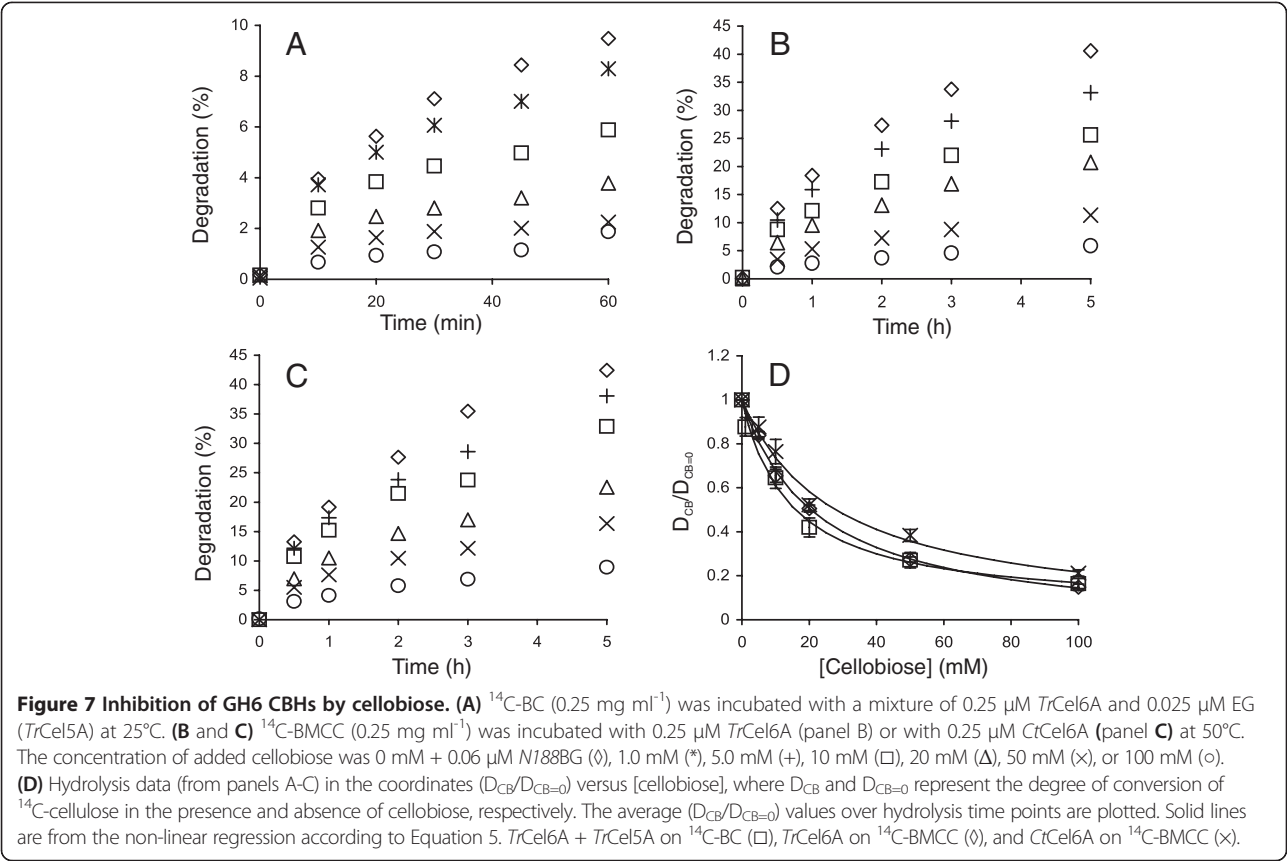 A
Degradation (%)
10
8
6
4
2
0
0 20 40 60
Time (min)
B
Degradation (%)
45
40
35
30
25
20
15
10
5
0
0 1 2 3 4 5
Time (h)
C
Degradation (%)
45
40
35
30
25
20
15
10
5
0
0 1 2 3 4 5
Time (h)
D
D_CB/D_CB=0
1.2
1
0.8
0.6
0.4
0.2
0
0 20 40 60 80 100
[Cellobiose] (mM)
Figure 7 Inhibition of GH6 CBHs by cellobiose. (A) ¹⁴C-BC (0.25 mg ml⁻¹) was incubated with a mixture of 0.25 μM TrCel6A and 0.025 μM EG
(TrCel5A) at 25°C. (B and C) ¹⁴C-BMCC (0.25 mg ml⁻¹) was incubated with 0.25 μM TrCel6A (panel B) or with 0.25 μM CtCel6A (panel C) at 50°C.
The concentration of added cellobiose was 0 mM + 0.06 μM N188BG (◊), 1.0 mM (*), 5.0 mM (+), 10 mM (□), 20 mM (Δ), 50 mM (×), or 100 mM (○).
(D) Hydrolysis data (from panels A-C) in the coordinates (D_CB/D_CB=0) versus [cellobiose], where D_CB and D_CB=0 represent the degree of conversion of
¹⁴C-cellulose in the presence and absence of cellobiose, respectively. The average (D_CB/D_CB=0) values over hydrolysis time points are plotted. Solid lines
are from the non-linear regression according to Equation 5. TrCel6A + TrCel5A on ¹⁴C-BC (□), TrCel6A on ¹⁴C-BMCC (◊), and CtCel6A on ¹⁴C-BMCC (×).